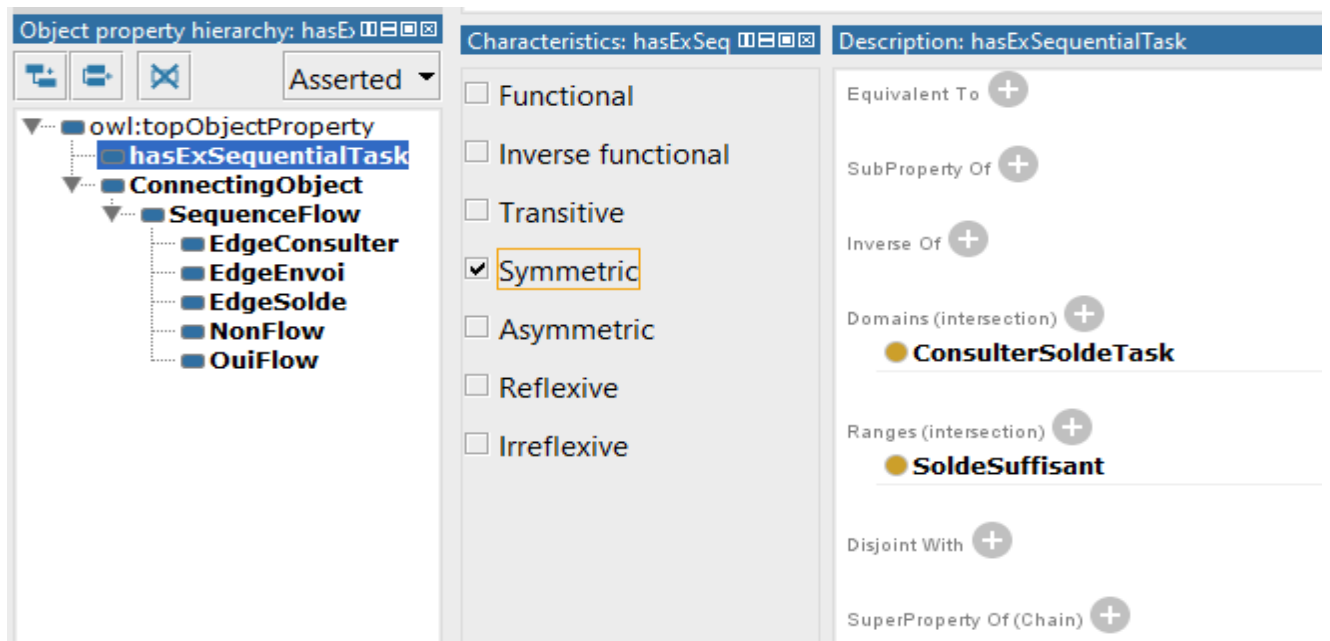 Object property hierarchy: hasEx
Asserted
owl:topObjectProperty
hasExSequentialTask
ConnectingObject
SequenceFlow
EdgeConsulter
EdgeEnvoi
EdgeSolde
NonFlow
OuiFlow
Characteristics: hasExSeq
Functional
Inverse functional
Transitive
Symmetric
Asymmetric
Reflexive
Irreflexive
Description: hasExSequentialTask
Equivalent To
SubProperty Of
Inverse Of
Domains (intersection)
ConsulterSoldeTask
Ranges (intersection)
SoldeSuffisant
Disjoint With
SuperProperty Of (Chain)